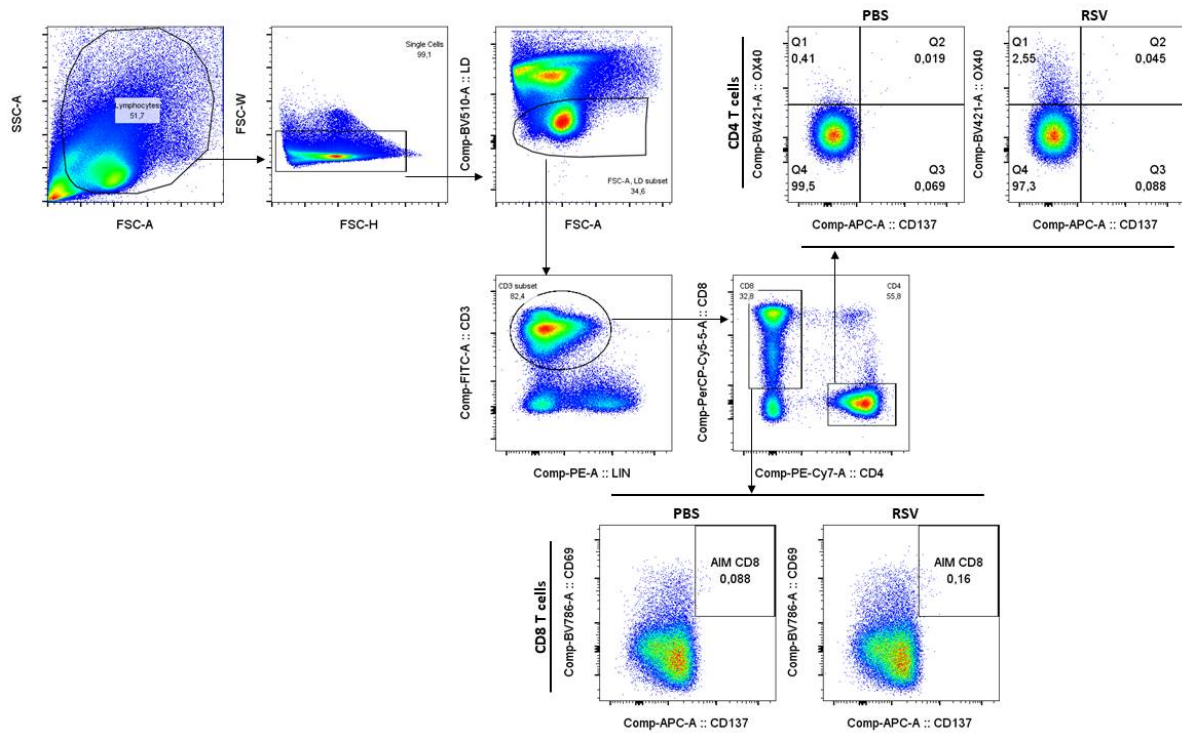 SSC-A
Lymphocytes
51,7
FSC-A
FSC-W
Single Cells
99,1
FSC-H
Comp-BV510-A :: LD
FSC-A, LD subset
34,6
FSC-A
PBS
RSV
CD4 T cells
Comp-BV421-A :: OX40
Q1
0,41
Q2
0,019
Q4
99,5
Q3
0,069
Comp-APC-A :: CD137
Comp-BV421-A :: OX40
Q1
2,55
Q2
0,045
Q4
97,3
Q3
0,088
Comp-APC-A :: CD137
Comp-FITC-A :: CD3
CD3 subset
82,4
Comp-PE-A :: LIN
Comp-PerCP-Cy5-5-A :: CD8
CD8
32,8
CD4
55,8
Comp-PE-Cy7-A :: CD4
PBS
RSV
CD8 T cells
Comp-BV786-A :: CD69
AIM CD8
0,088
Comp-APC-A :: CD137
Comp-BV786-A :: CD69
AIM CD8
0,16
Comp-APC-A :: CD137